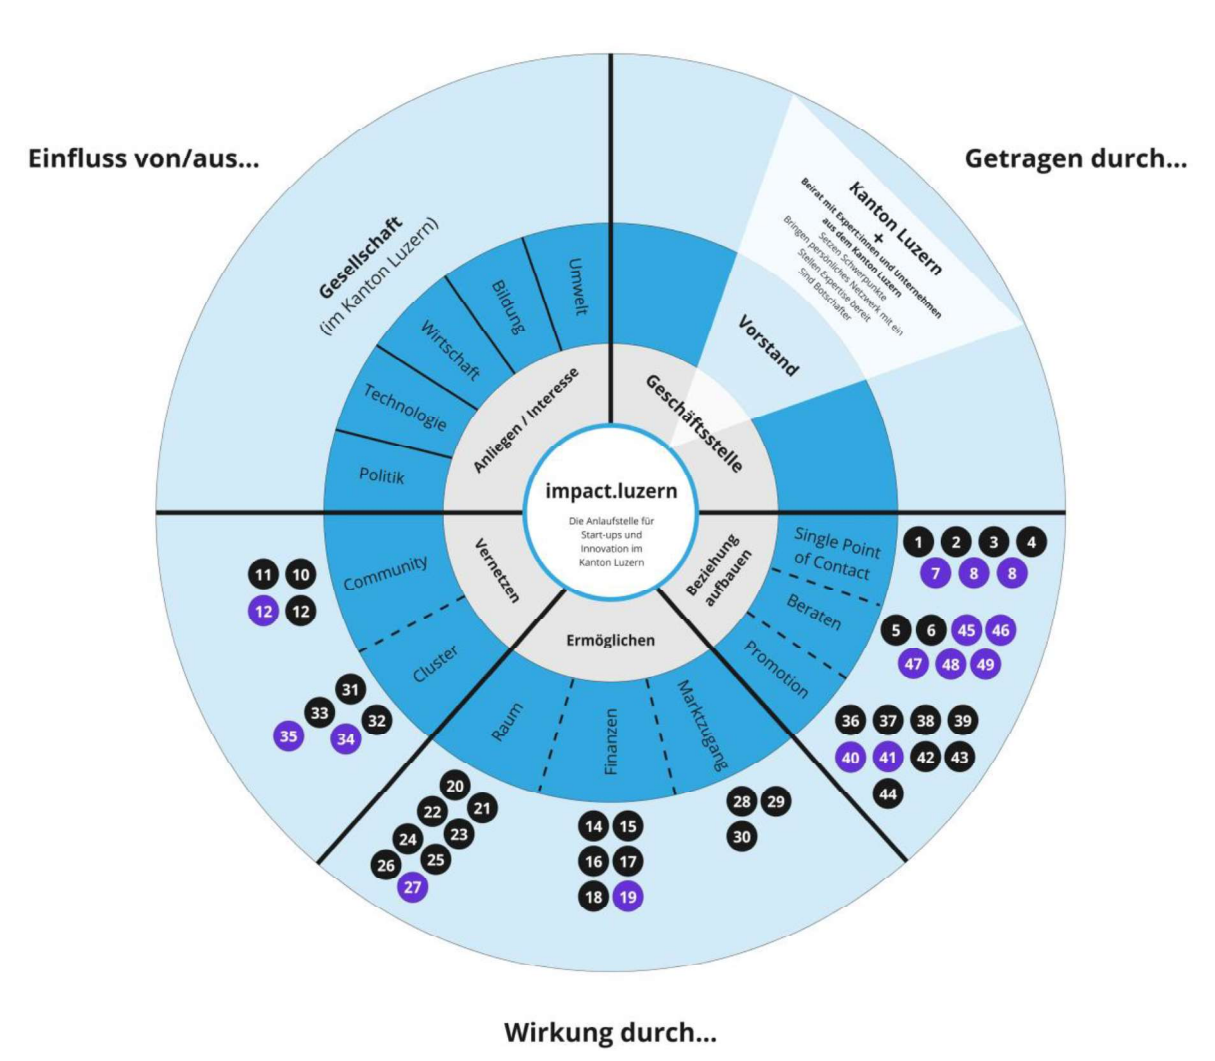 Einfluss von/aus...
Getragen durch...
Gesellschaft
(im Kanton Luzern)
Kanton Luzern
+
Beirat mit Expert:innen und Unternehmen
aus dem Kanton Luzern
Setzen Schwerpunkte
Bringen persönliches Netzwerk mit ein
Stellen Expertise bereit
Sind Botschafter
Vorstand
Geschäftsstelle
Umwelt
Bildung
Wirtschaft
Technologie
Politik
Anliegen / Interesse
impact.luzern
Die Anlaufstelle für
Start-ups und
Innovation im
Kanton Luzern
Vernetzen
Community
Cluster
Ermöglichen
Raum
Finanzen
Marktzugang
Beziehung
aufbauen
Single Point
of Contact
Beraten
Promotion
11 10
12 12
31
33 32
35 34
20
22 21
24 23
26 25
27
14 15
16 17
18 19
28 29
30
1 2 3 4
7 8 8
5 6 45 46
47 48 49
36 37 38 39
40 41 42 43
44
Wirkung durch...